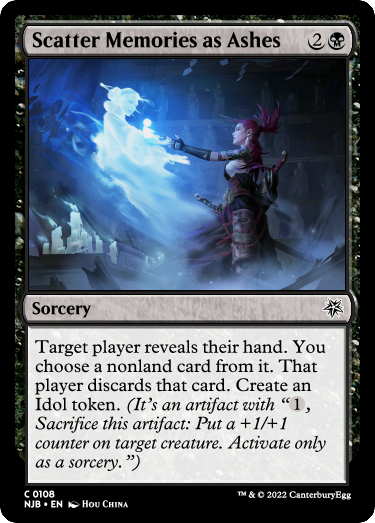 Scatter Memories as Ashes 2
Sorcery
Target player reveals their hand. You
choose a nonland card from it. That
player discards that card. Create an
Idol token. (It's an artifact with “1,
Sacrifice this artifact: Put a +1/+1
counter on target creature. Activate only
as a sorcery.”)
C 0108
NJB • EN Hou China
™ & © 2022 CanterburyEgg